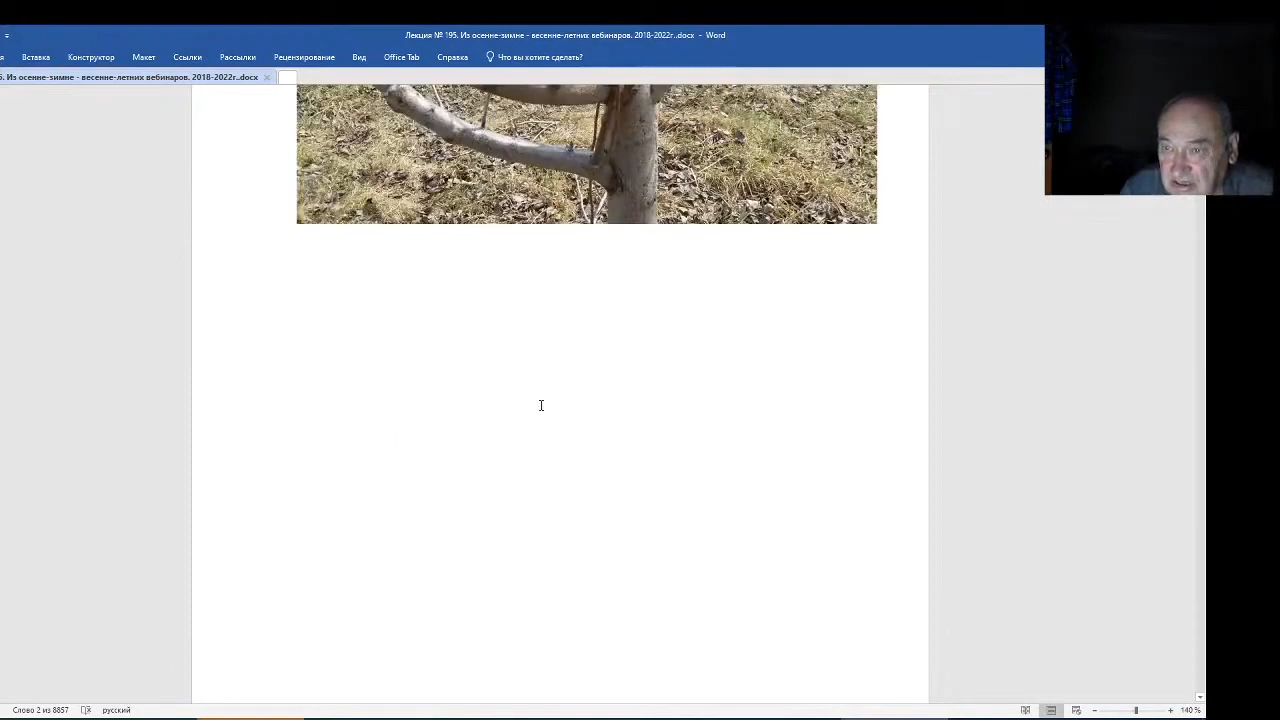 Лекция № 195. Из осенне-зимне - весенне-летних вебинаров. 2018-2022г..docx - Word
я Вставка Конструктор Макет Ссылки Рассылки Рецензирование Вид Office Tab Справка Что вы хотите сделать?
5. Из осенне-зимне - весенне-летних вебинаров. 2018-2022г..docx
Слово 2 из 8857 русский 140 %